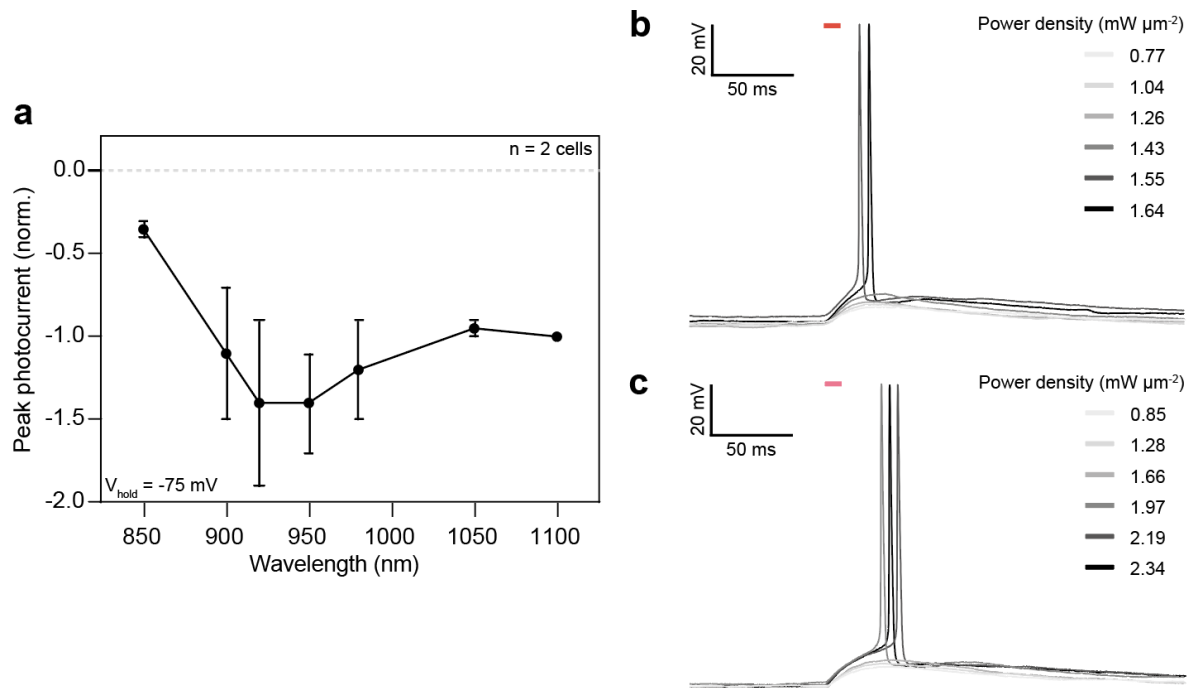 a
n = 2 cells
0.0
-0.5
-1.0
-1.5
-2.0
Peak photocurrent (norm.)
V_hold = -75 mV
850 900 950 1000 1050 1100
Wavelength (nm)
b
20 mV
50 ms
Power density (mW µm⁻²)
0.77
1.04
1.26
1.43
1.55
1.64
c
20 mV
50 ms
Power density (mW µm⁻²)
0.85
1.28
1.66
1.97
2.19
2.34